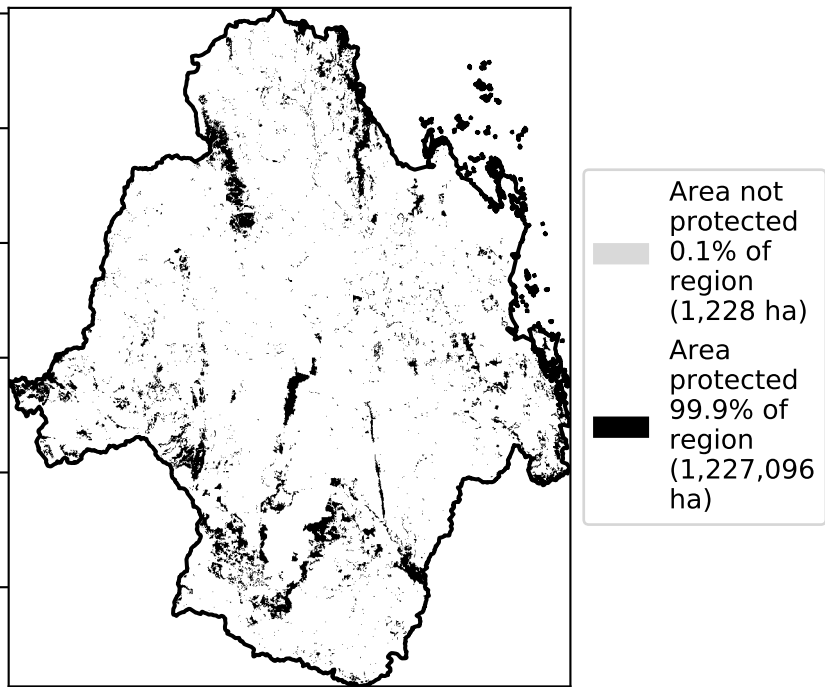 Area not
protected
0.1% of
region
(1,228 ha)
Area
protected
99.9% of
region
(1,227,096
ha)